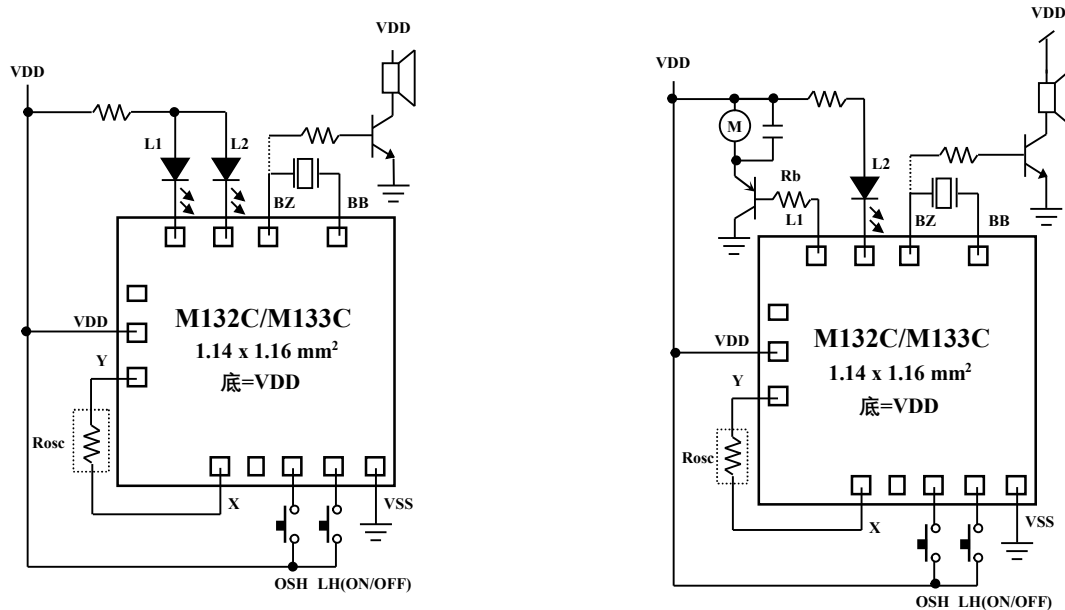 VDD
VDD
L1
L2
BZ
BB
M132C/M133C
1.14 x 1.16 mm²
底=VDD
VDD
Y
Rosc
X
VSS
OSH LH(ON/OFF)
VDD
VDD
M
Rb
L1
L2
BZ
BB
M132C/M133C
1.14 x 1.16 mm²
底=VDD
VDD
Y
Rosc
X
VSS
OSH LH(ON/OFF)